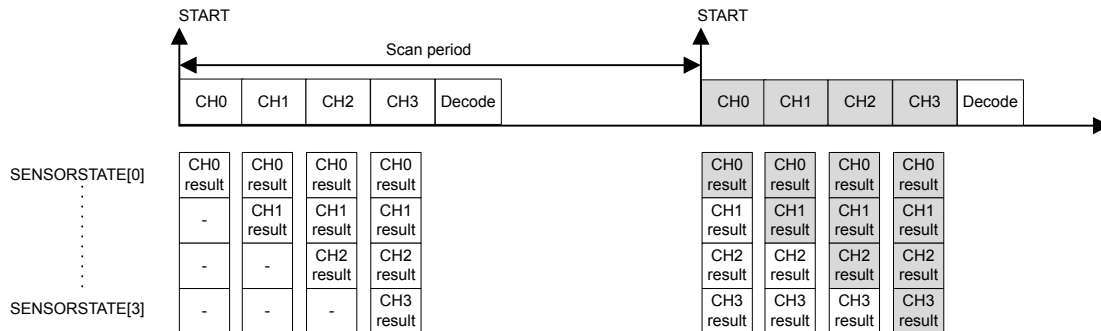 START START
Scan period
CH0 CH1 CH2 CH3 Decode CH0 CH1 CH2 CH3 Decode
SENSORSTATE[0]
CH0 CH0 CH0 CH0 CH0 CH0 CH0 CH0
result result result result result result result result
- CH1 CH1 CH1 CH1 CH1 CH1 CH1
result result result result result result result
- - CH2 CH2 CH2 CH2 CH2 CH2
result result result result result result
SENSORSTATE[3]
- - - CH3 CH3 CH3 CH3 CH3
result result result result result